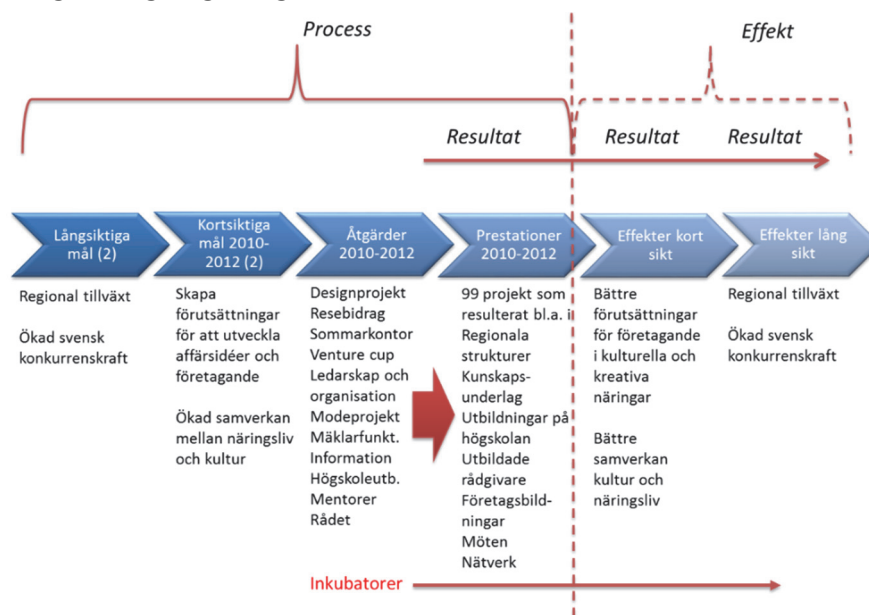 Process
Effekt
Resultat
Resultat
Resultat
Långsiktiga
mål (2)
Kortsiktiga
mål 2010-
2012 (2)
Åtgärder
2010-2012
Prestationer
2010-2012
Effekter kort
sikt
Effekter lång
sikt
Regional tillväxt
Ökad svensk
konkurrenskraft
Skapa
förutsättningar
för att utveckla
affärsidéer och
företagande
Ökad samverkan
mellan näringsliv
och kultur
Designprojekt
Resebidrag
Sommarkontor
Venture cup
Ledarskap och
organisation
Modeprojekt
Mäklarfunkt.
Information
Högskoleutb.
Mentorer
Rådet
99 projekt som
resulterat bl.a. i
Regionala
strukturer
Kunskaps-
underlag
Utbildningar på
högskolan
Utbildade
rådgivare
Företagsbild-
ningar
Möten
Nätverk
Bättre
förutsättningar
för företagande
i kulturella och
kreativa
näringar
Bättre
samverkan
kultur och
näringsliv
Regional tillväxt
Ökad svensk
konkurrenskraft
Inkubatorer